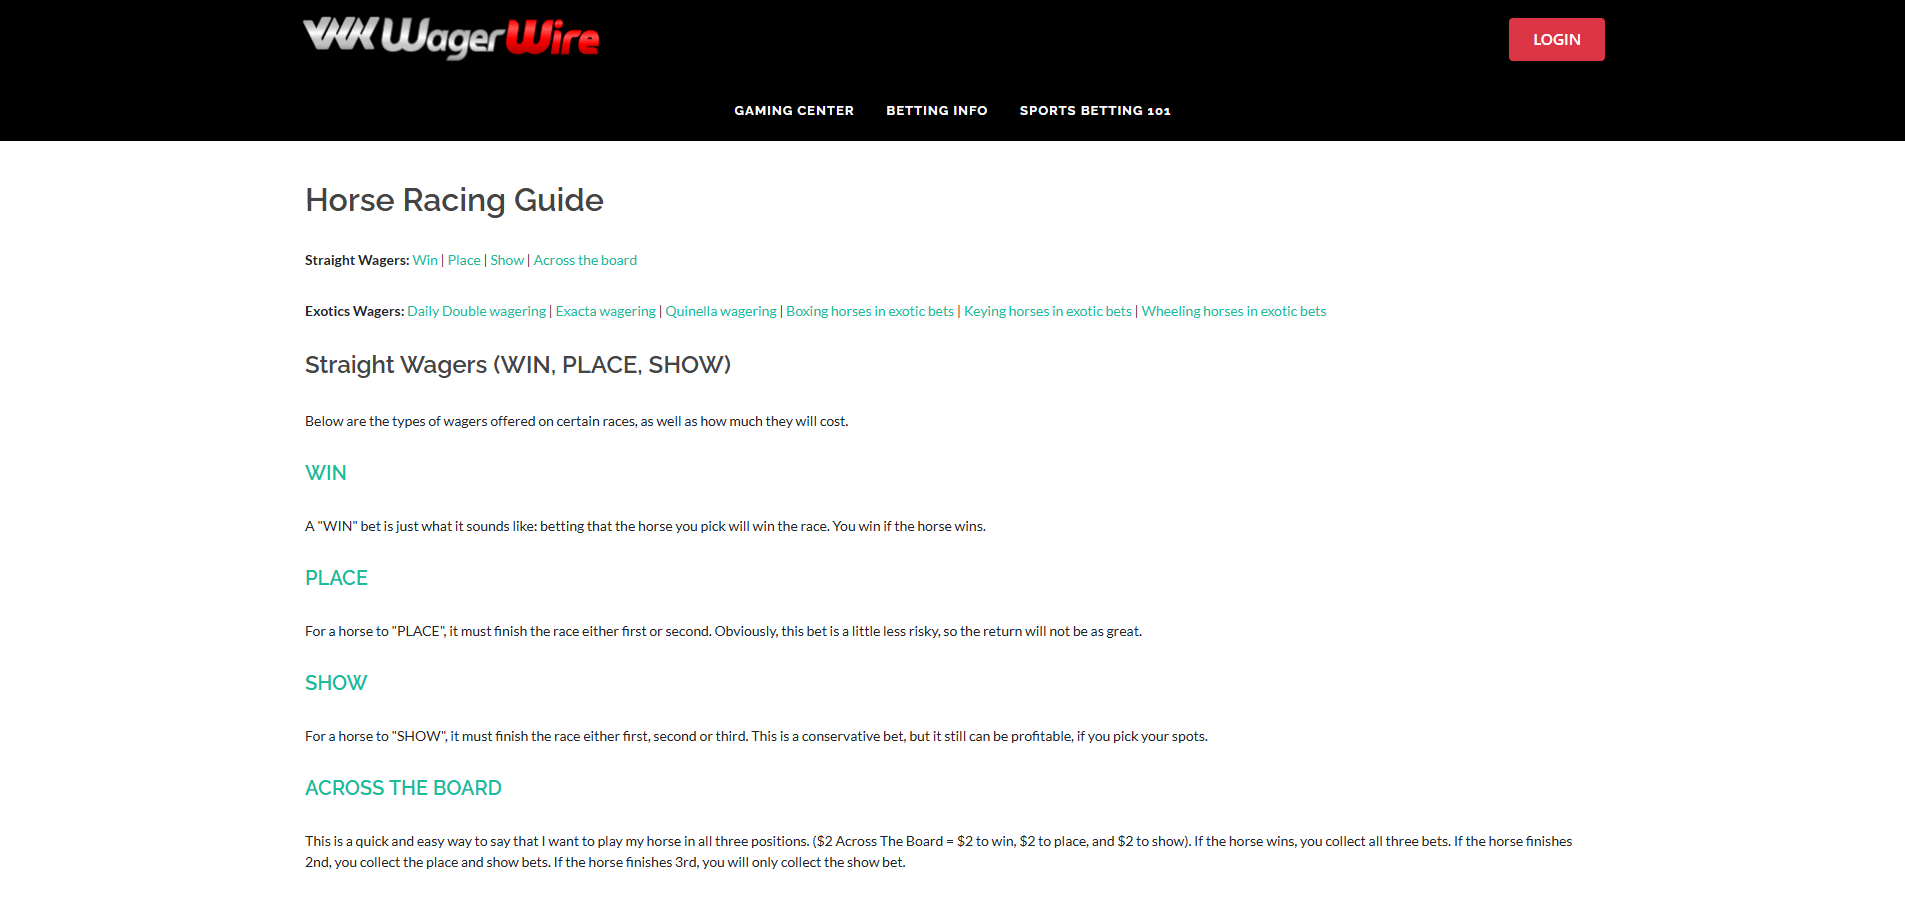 WagerWire
LOGIN
GAMING CENTER BETTING INFO SPORTS BETTING 101
Horse Racing Guide
Straight Wagers: Win | Place | Show | Across the board
Exotics Wagers: Daily Double wagering | Exacta wagering | Quinella wagering | Boxing horses in exotic bets | Keying horses in exotic bets | Wheeling horses in exotic bets
Straight Wagers (WIN, PLACE, SHOW)
Below are the types of wagers offered on certain races, as well as how much they will cost.
WIN
A "WIN" bet is just what it sounds like: betting that the horse you pick will win the race. You win if the horse wins.
PLACE
For a horse to "PLACE", it must finish the race either first or second. Obviously, this bet is a little less risky, so the return will not be as great.
SHOW
For a horse to "SHOW", it must finish the race either first, second or third. This is a conservative bet, but it still can be profitable, if you pick your spots.
ACROSS THE BOARD
This is a quick and easy way to say that I want to play my horse in all three positions. ($2 Across The Board = $2 to win, $2 to place, and $2 to show). If the horse wins, you collect all three bets. If the horse finishes
2nd, you collect the place and show bets. If the horse finishes 3rd, you will only collect the show bet.